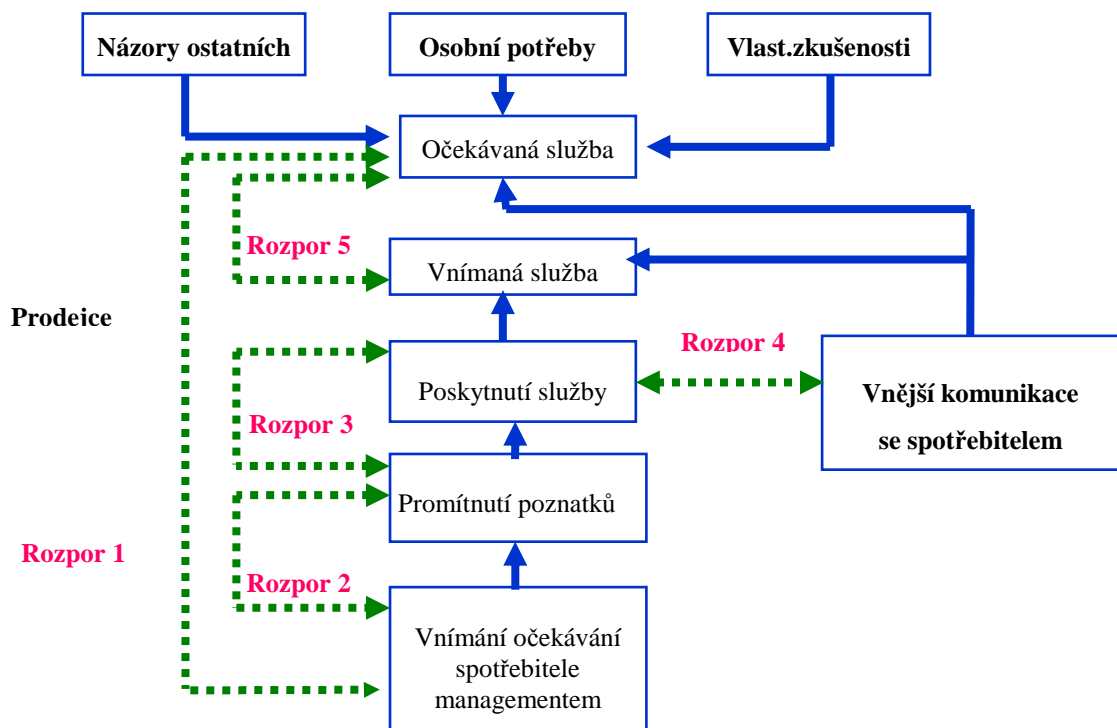 Názory ostatních
Osobní potřeby
Vlast.zkušenosti
Očekávaná služba
Rozpor 5
Vnímaná služba
Prodejce
Rozpor 4
Poskytnutí služby
Vnější komunikace
se spotřebitelem
Rozpor 3
Promítnutí poznatků
Rozpor 1
Rozpor 2
Vnímání očekávání
spotřebitele
managementem